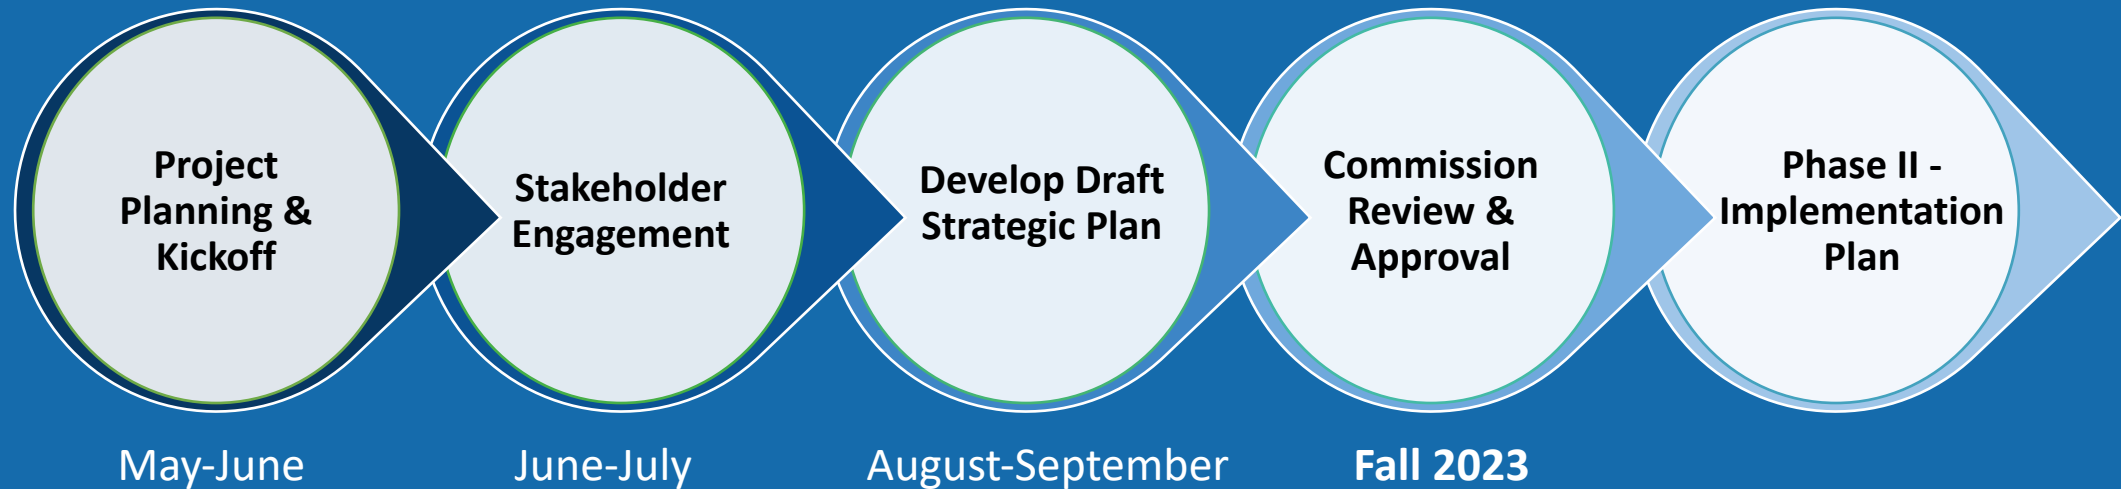 Project
Planning &
Kickoff
Stakeholder
Engagement
Develop Draft
Strategic Plan
Commission
Review &
Approval
Phase II -
Implementation
Plan
May-June
June-July
August-September
Fall 2023